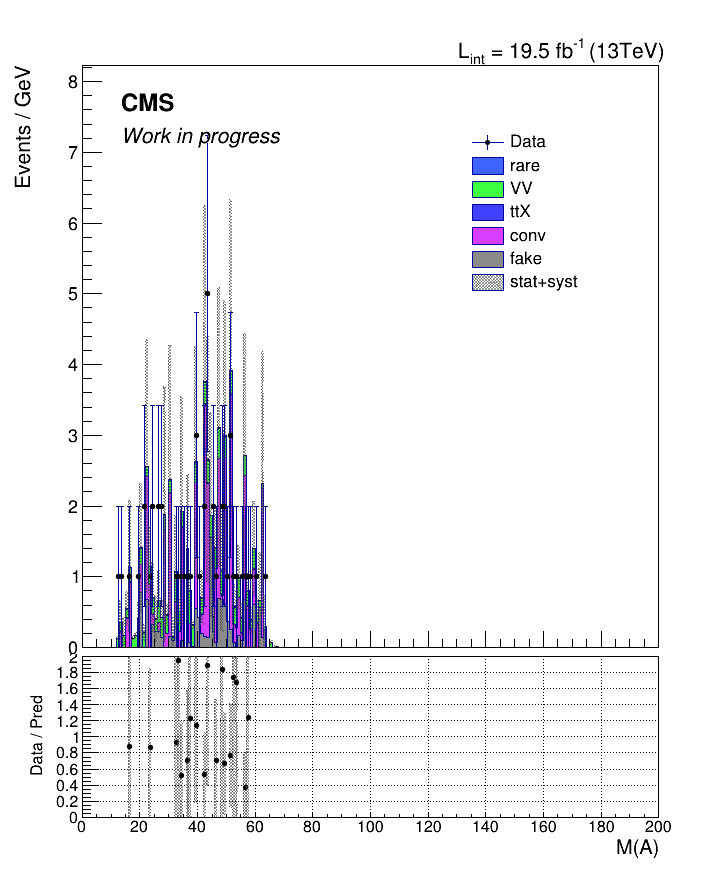 L_int = 19.5 fb^-1 (13TeV)
Events / GeV
8
7
6
5
4
3
2
1
0
CMS
Work in progress
Data
rare
VV
ttX
conv
fake
stat+syst
Data / Pred
2
1.8
1.6
1.4
1.2
1
0.8
0.6
0.4
0.2
0
0 20 40 60 80 100 120 140 160 180 200
M(A)